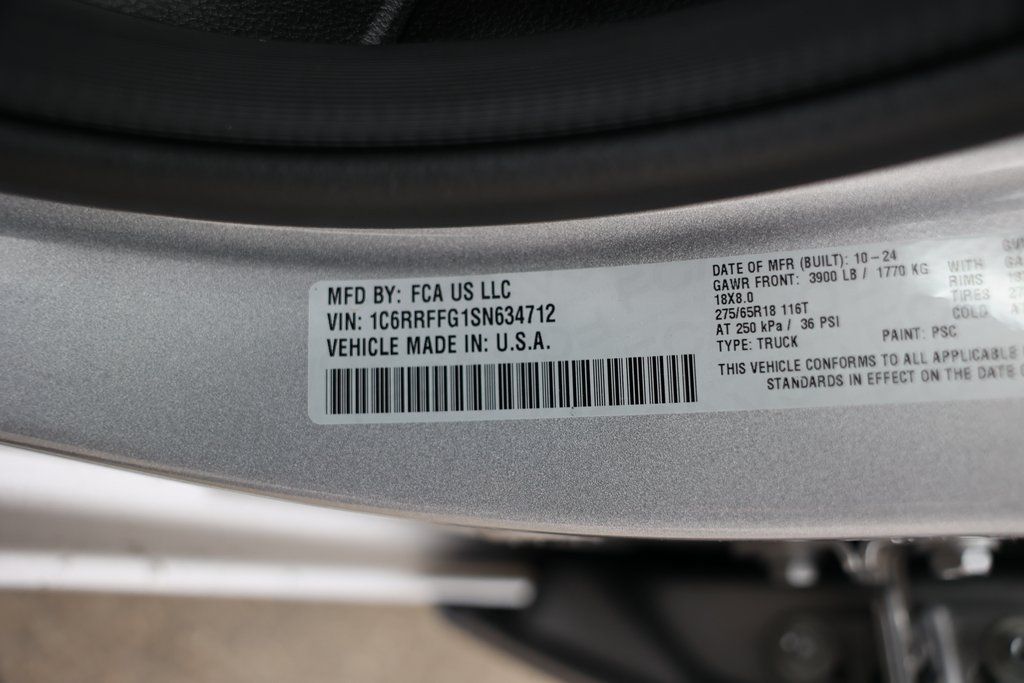 MFD BY: FCA US LLC
VIN: 1C6RRFFG1SN634712
VEHICLE MADE IN: U.S.A.
DATE OF MFR (BUILT): 10-24
GAWR FRONT: 3900 LB / 1770 KG WITH
18X8.0 RIMS
275/65R18 116T TIRES
AT 250 kPa / 36 PSI COLD
TYPE: TRUCK PAINT: PSC
THIS VEHICLE CONFORMS TO ALL APPLICABLE
STANDARDS IN EFFECT ON THE DATE